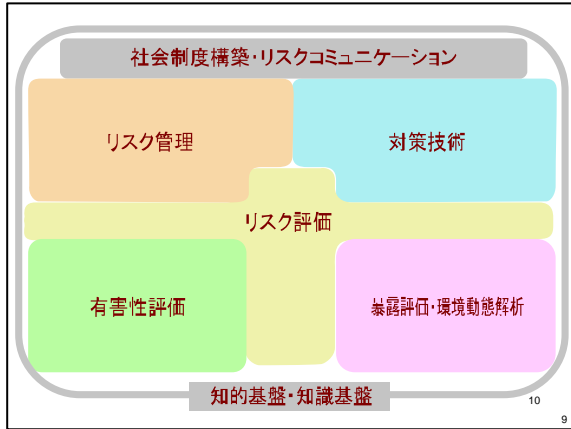 社会制度構築・リスクコミュニケーション
リスク管理
対策技術
リスク評価
有害性評価
暴露評価・環境動態解析
知的基盤・知識基盤
10
9